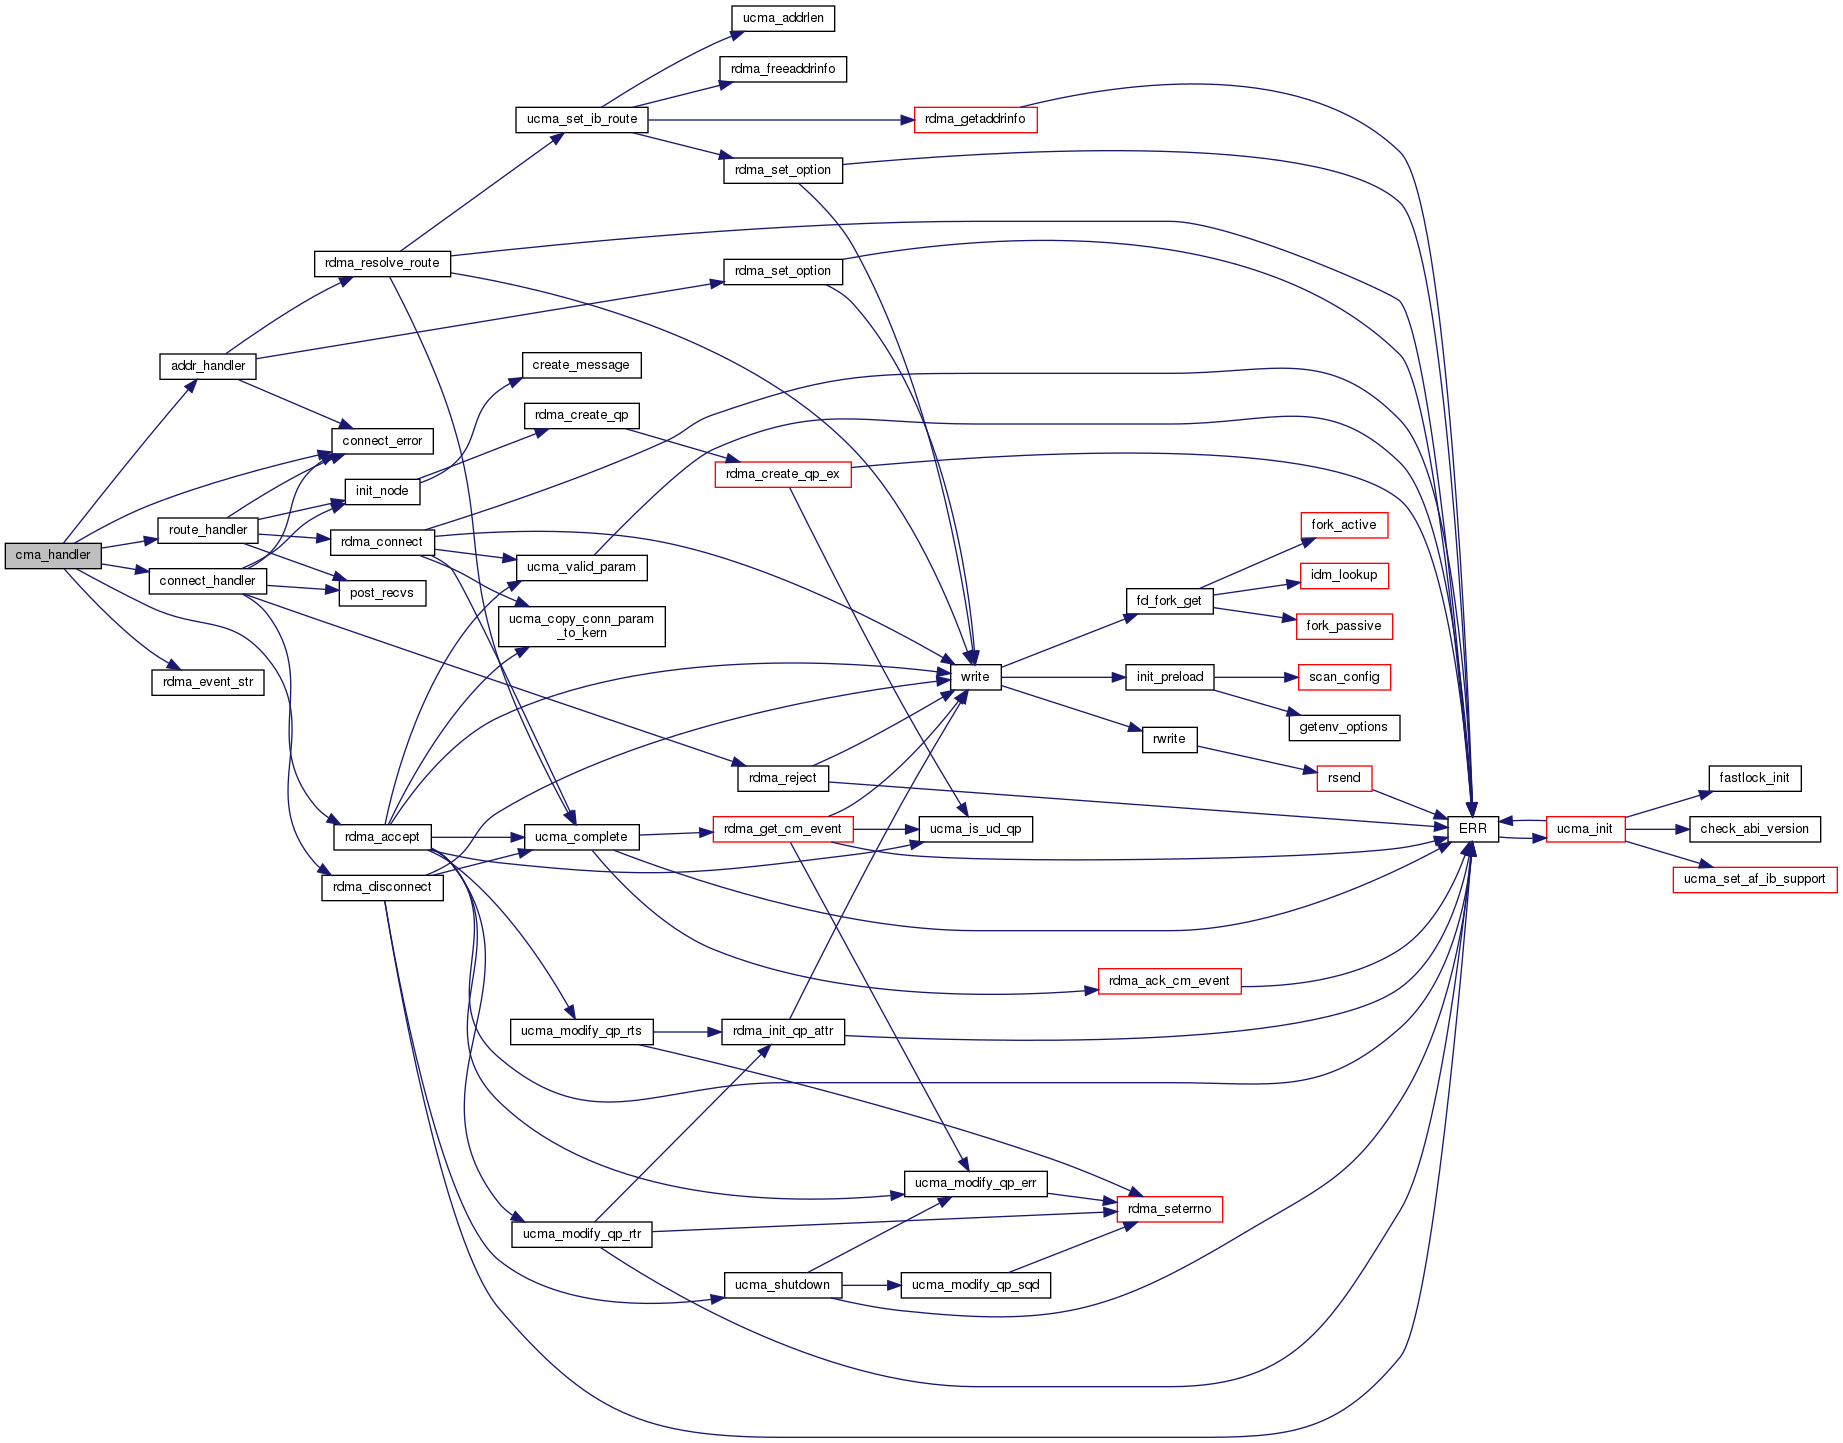 ucma_addrlen
rdma_freeaddrinfo
ucma_set_ib_route
rdma_getaddrinfo
rdma_set_option
rdma_resolve_route
rdma_set_option
addr_handler
create_message
rdma_create_qp
connect_error
rdma_create_qp_ex
init_node
route_handler
fork_active
rdma_connect
cma_handler
ucma_valid_param
idm_lookup
connect_handler
post_recvs
fd_fork_get
ucma_copy_conn_param
_to_kern
fork_passive
rdma_event_str
write
init_preload
scan_config
getenv_options
rwrite
rdma_reject
rsend
fastlock_init
rdma_accept
ucma_complete
rdma_get_cm_event
ucma_is_ud_qp
ERR
ucma_init
check_abi_version
rdma_disconnect
ucma_set_af_ib_support
rdma_ack_cm_event
ucma_modify_qp_rts
rdma_init_qp_attr
ucma_modify_qp_err
rdma_seterrno
ucma_modify_qp_rtr
ucma_shutdown
ucma_modify_qp_sqd